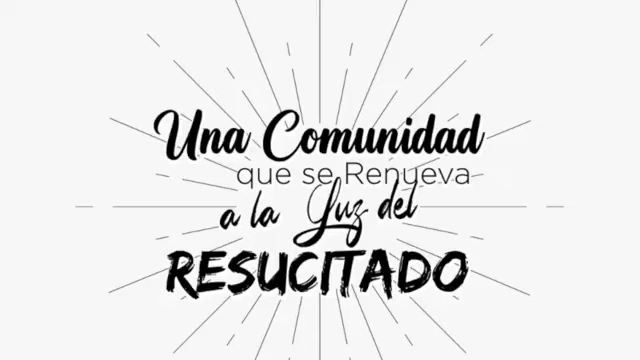 Una Comunidad
que se Renueva
a la Luz del
RESUCITADO